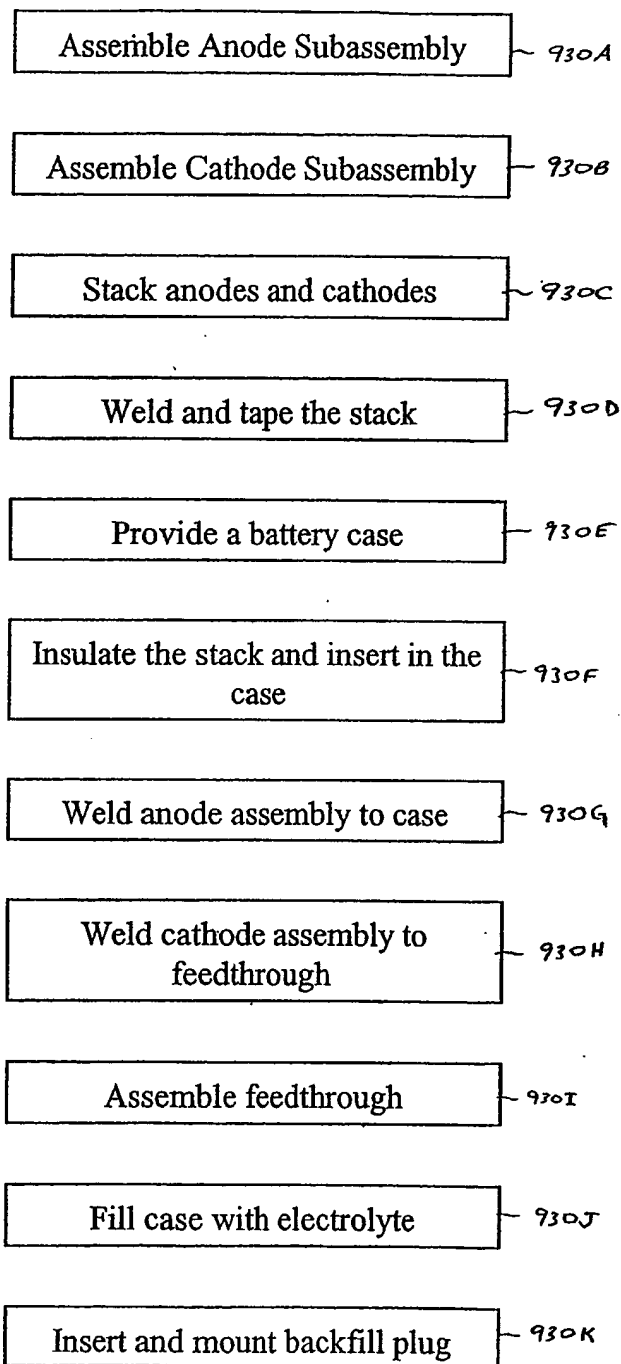 Assemble Anode Subassembly 930A
Assemble Cathode Subassembly 930B
Stack anodes and cathodes 930C
Weld and tape the stack 930D
Provide a battery case 930E
Insulate the stack and insert in the
case 930F
Weld anode assembly to case 930G
Weld cathode assembly to
feedthrough 930H
Assemble feedthrough 930I
Fill case with electrolyte 930J
Insert and mount backfill plug 930K